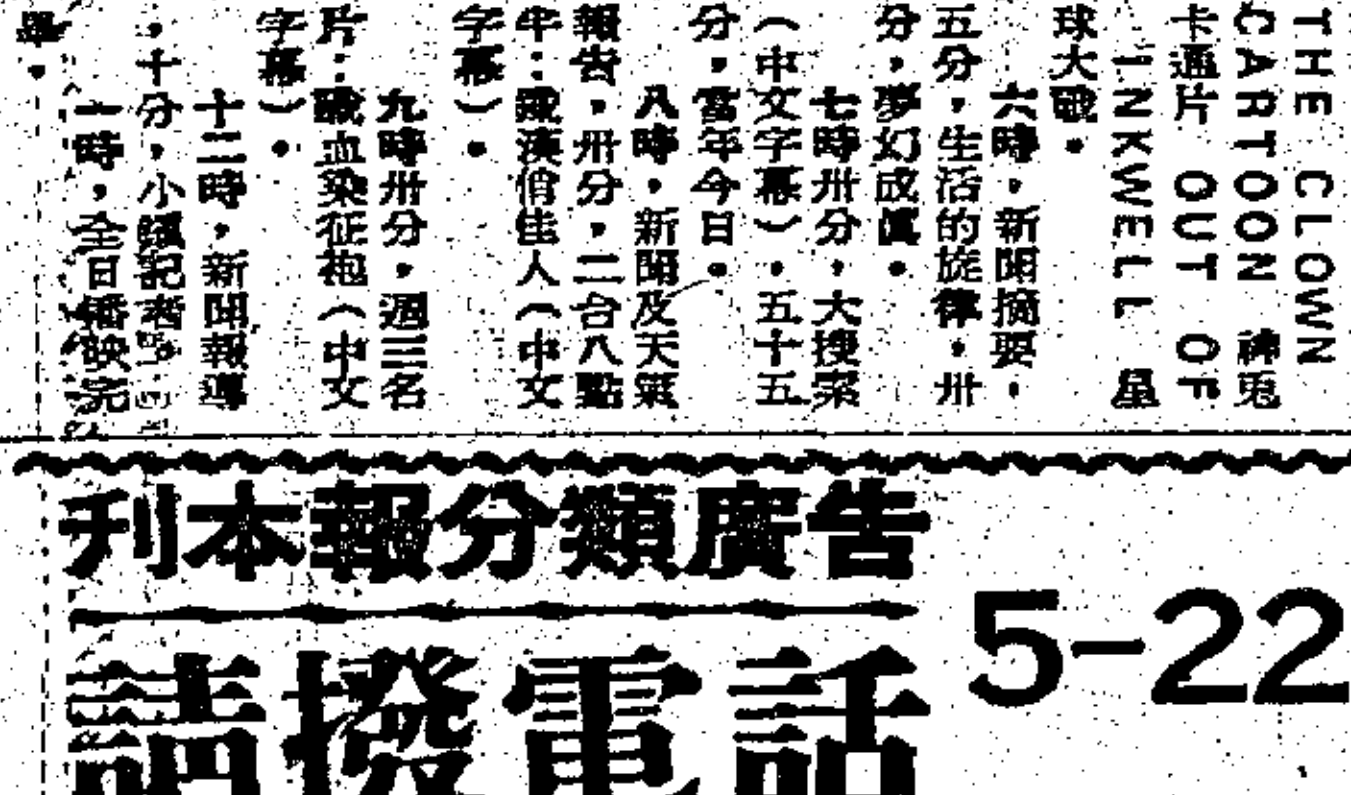 THE CLOWN
CARTOON 神兎
卡通片 OUT OF
INKWELL 星
球大戰。
六時，新聞摘要，
五分，生活的旋律，卅
分，夢幻成眞。
七時卅分，大搜案
（中文字幕）。五十五
分，當年今日。
八時，新聞及天氣
報告，卅分，二台八點
半：鐵漢俏佳人（中文
字幕）。
九時卅分，週三名
片：戰血染征袍（中文
字幕）。
十二時，新聞報導
，十分，小鎭記者。
一時，全日播映完
畢。
刊本報分類廣告
請撥電話
5-22